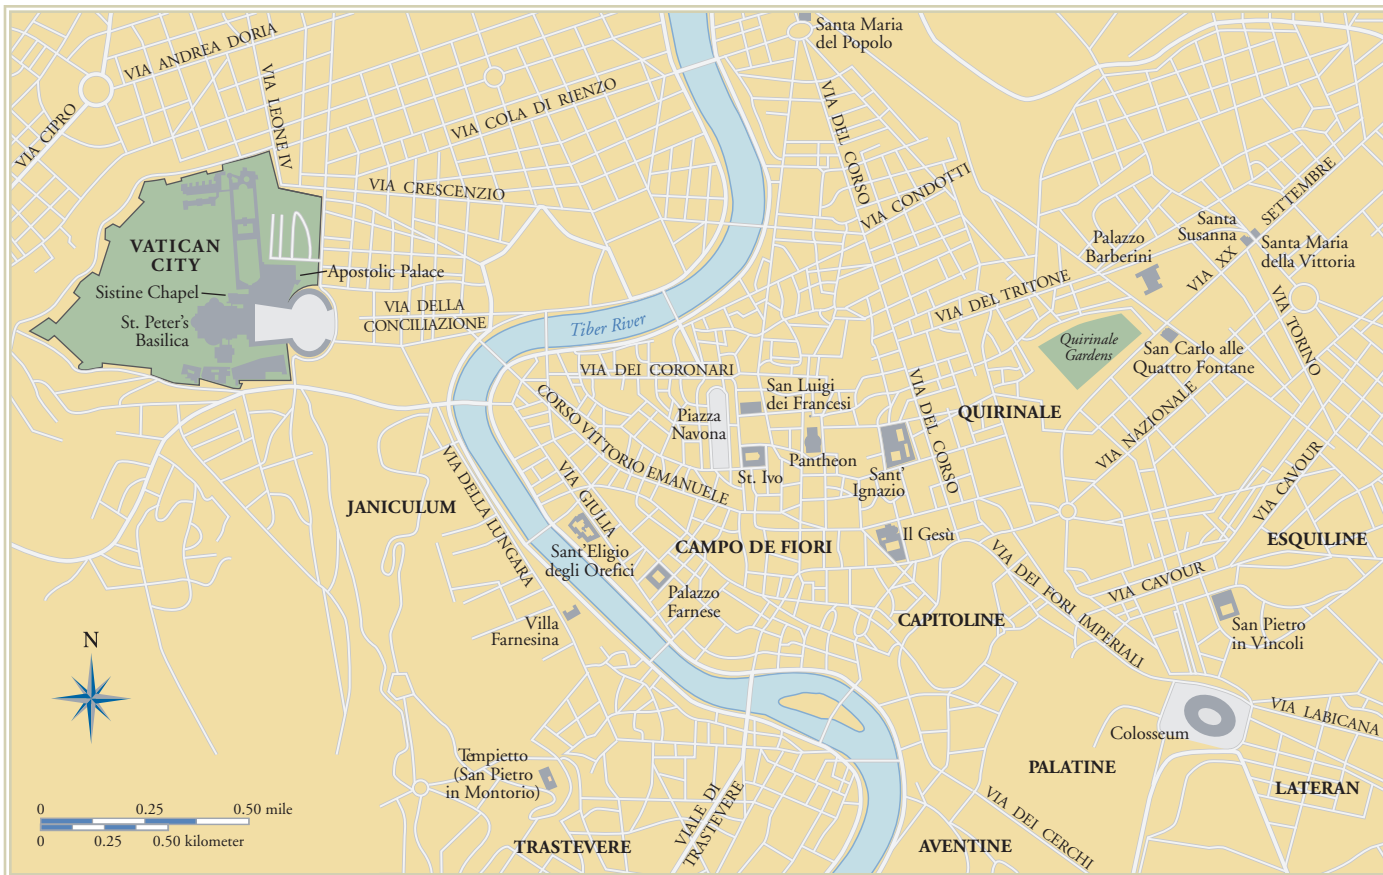 Santa Maria
del Popolo
VIA ANDREA DORIA
VIA LEONE IV
VIA CIPRO
VIA COLA DI RIENZO
VIA CRESCENZIO
VIA DEL CORSO
VIA CONDOTTI
VATICAN
CITY
Apostolic Palace
Sistine Chapel
St. Peter's
Basilica
VIA DELLA
CONCILIAZIONE
Tiber River
Santa
Susanna
VIA XX SETTEMBRE
Santa Maria
della Vittoria
Palazzo
Barberini
VIA DEL TRITONE
VIA TORINO
Quirinale
Gardens
San Carlo alle
Quattro Fontane
VIA DEI CORONARI
CORSO VITTORIO EMANUELE
Piazza
Navona
San Luigi
dei Francesi
VIA DEL CORSO
QUIRINALE
VIA NAZIONALE
Pantheon
St. Ivo
Sant'
Ignazio
VIA CAVOUR
JANICULUM
VIA DELLA LUNGARA
VIA GIULIA
Sant'Eligio
degli Orefici
CAMPO DE FIORI
Il Gesù
VIA DEI FORI IMPERIALI
ESQUILINE
VIA CAVOUR
Palazzo
Farnese
Villa
Farnesina
CAPITOLINE
San Pietro
in Vincoli
N
VIA LABICANA
Colosseum
Tempietto
(San Pietro
in Montorio)
PALATINE
LATERAN
VIALE DI
TRASTEVERE
VIA DEI CERCHI
TRASTEVERE
AVENTINE
0 0.25 0.50 mile
0 0.25 0.50 kilometer